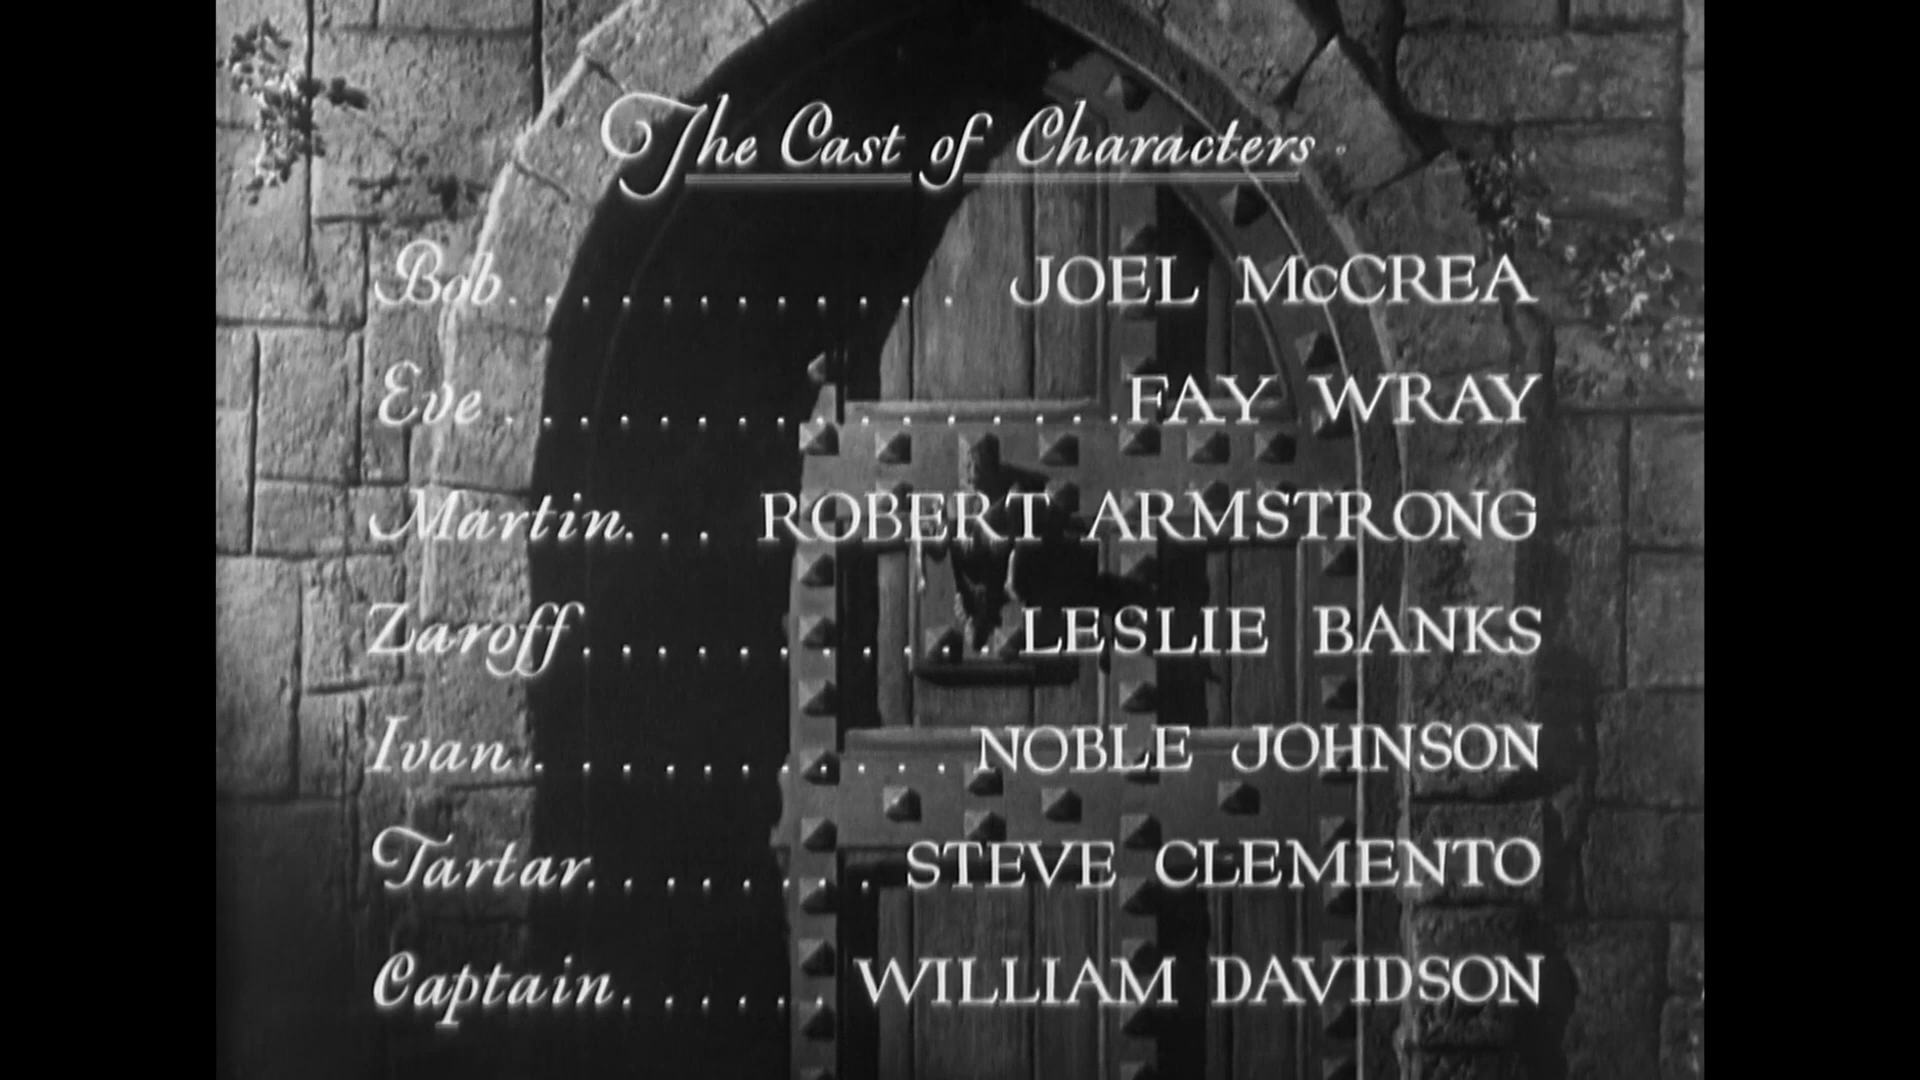 The Cast of Characters
Bob............. JOEL McCREA
Eve................FAY WRAY
Martin... ROBERT ARMSTRONG
Zaroff...........LESLIE BANKS
Ivan...........NOBLE JOHNSON
Tartar........STEVE CLEMENTO
Captain......WILLIAM DAVIDSON